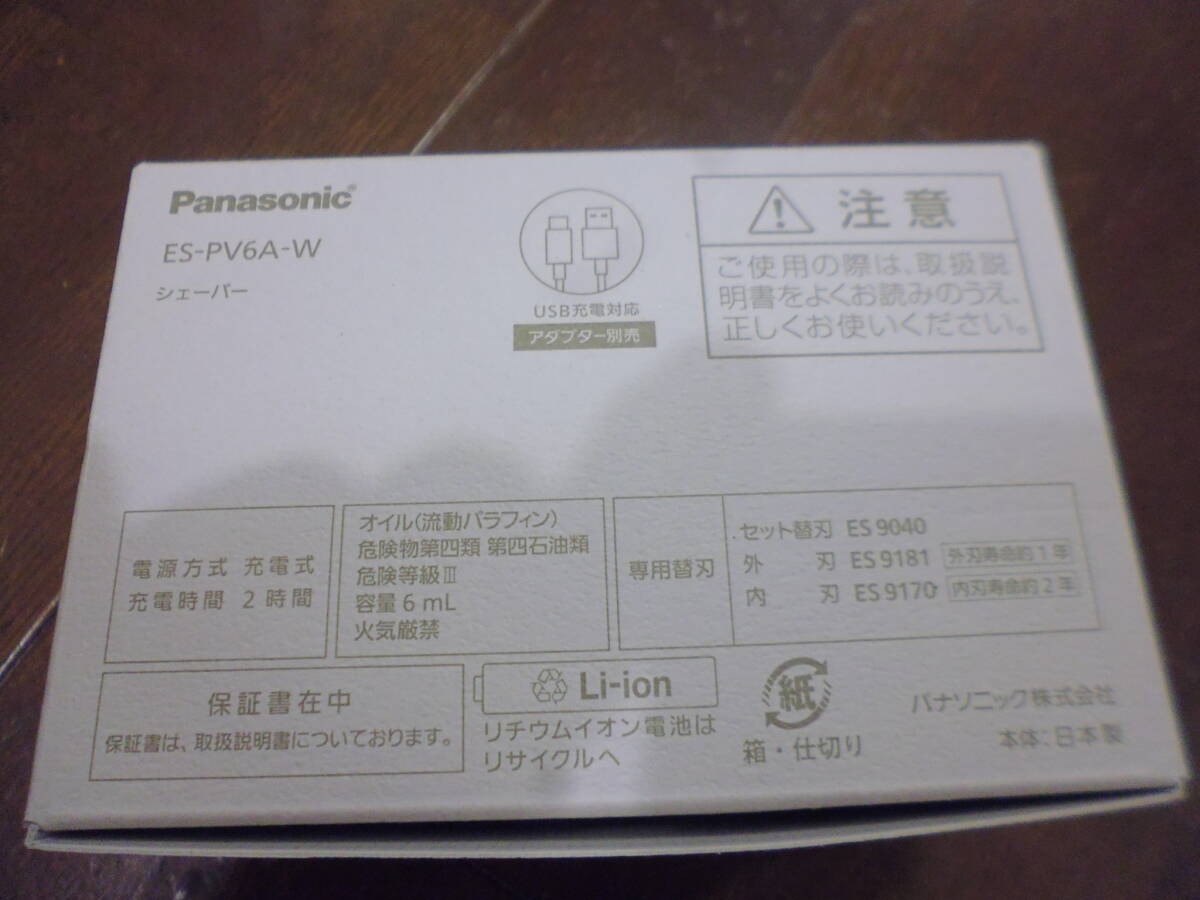 Panasonic®
ES-PV6A-W
シェーバー
USB充電対応
アダプター別売
注意
ご使用の際は、取扱説
明書をよくお読みのうえ、
正しくお使いください。
電源方式 充電式
充電時間 2時間
オイル(流動パラフィン)
危険物第四類 第四石油類
危険等級Ⅲ
容量6 mL
火気厳禁
専用替刃
セット替刃 ES 9040
外 刃 ES 9181 外刃寿命約1年
内 刃 ES 9170 内刃寿命約2年
保証書在中
保証書は、取扱説明書についております。
Li-ion
リチウムイオン電池は
リサイクルへ
紙
箱・仕切り
パナソニック株式会社
本体:日本製